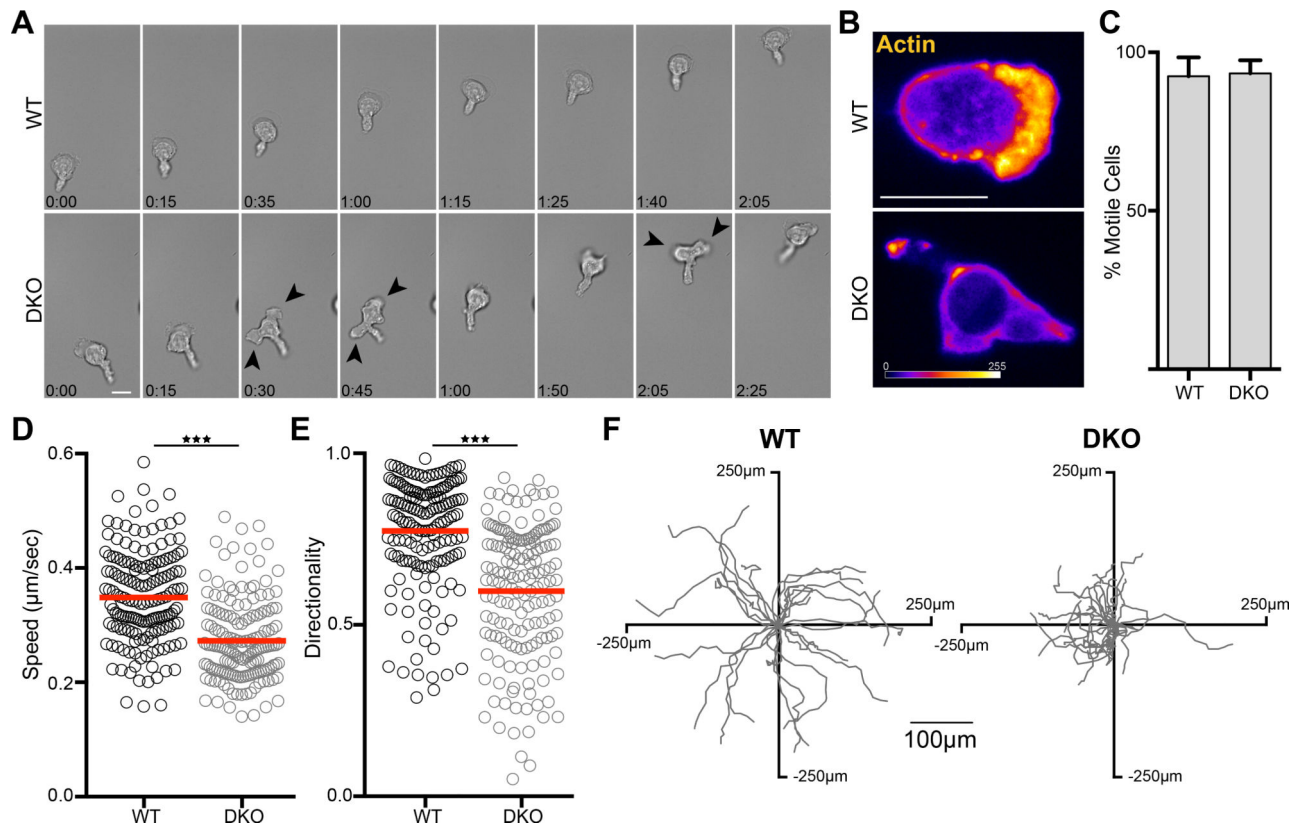 A
WT
0:00 0:15 0:35 1:00 1:15 1:25 1:40 2:05
DKO
0:00 0:15 0:30 0:45 1:00 1:50 2:05 2:25
B
Actin
WT
DKO
0 255
C
% Motile Cells
100
50
WT DKO
D
★★★
Speed (µm/sec)
0.6
0.4
0.2
0.0
WT DKO
E
★★★
Directionality
1.0
0.5
0.0
WT DKO
F
WT
250µm
250µm
-250µm
-250µm
100µm
DKO
250µm
250µm
-250µm
-250µm